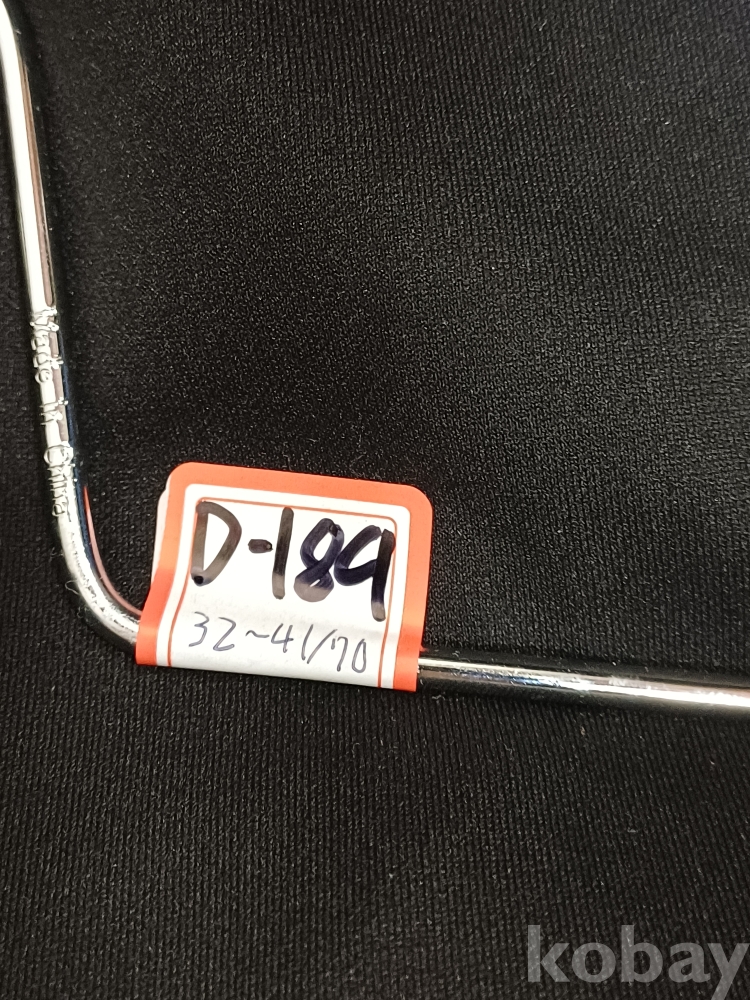 Made in China
D-189
32~41/70
kobay